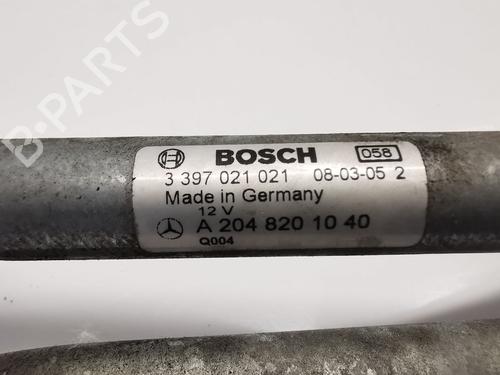 B-PARTS
BOSCH 058
3 397 021 021 08-03-05 2
Made in Germany
12 V
A 204 820 10 40
Q004